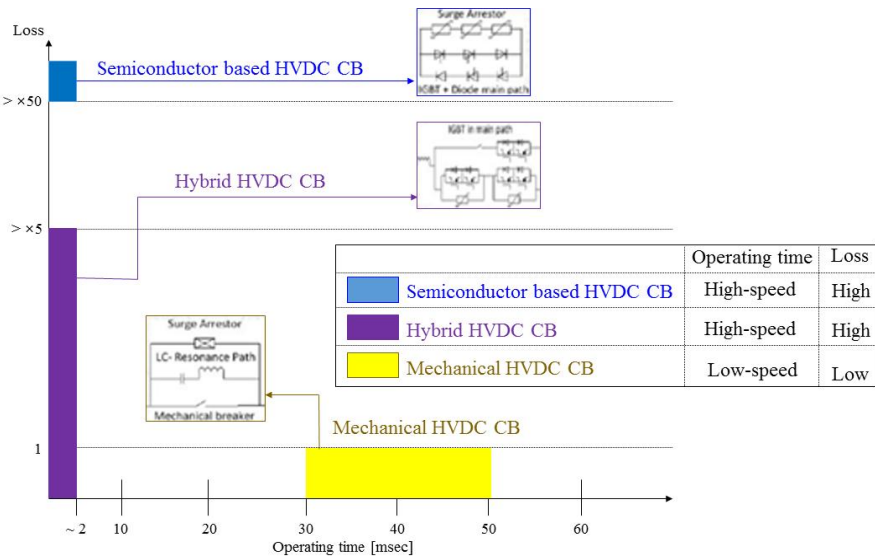 Loss
Surge Arrestor
Semiconductor based HVDC CB
IGBT + Diode main path
> ×50
IGBT in main path
Hybrid HVDC CB
> ×5
Operating time Loss
Semiconductor based HVDC CB High-speed High
Hybrid HVDC CB High-speed High
Mechanical HVDC CB Low-speed Low
Surge Arrestor
LC- Resonance Path
Mechanical breaker
Mechanical HVDC CB
1
~ 2 10 20 30 40 50 60
Operating time [msec]